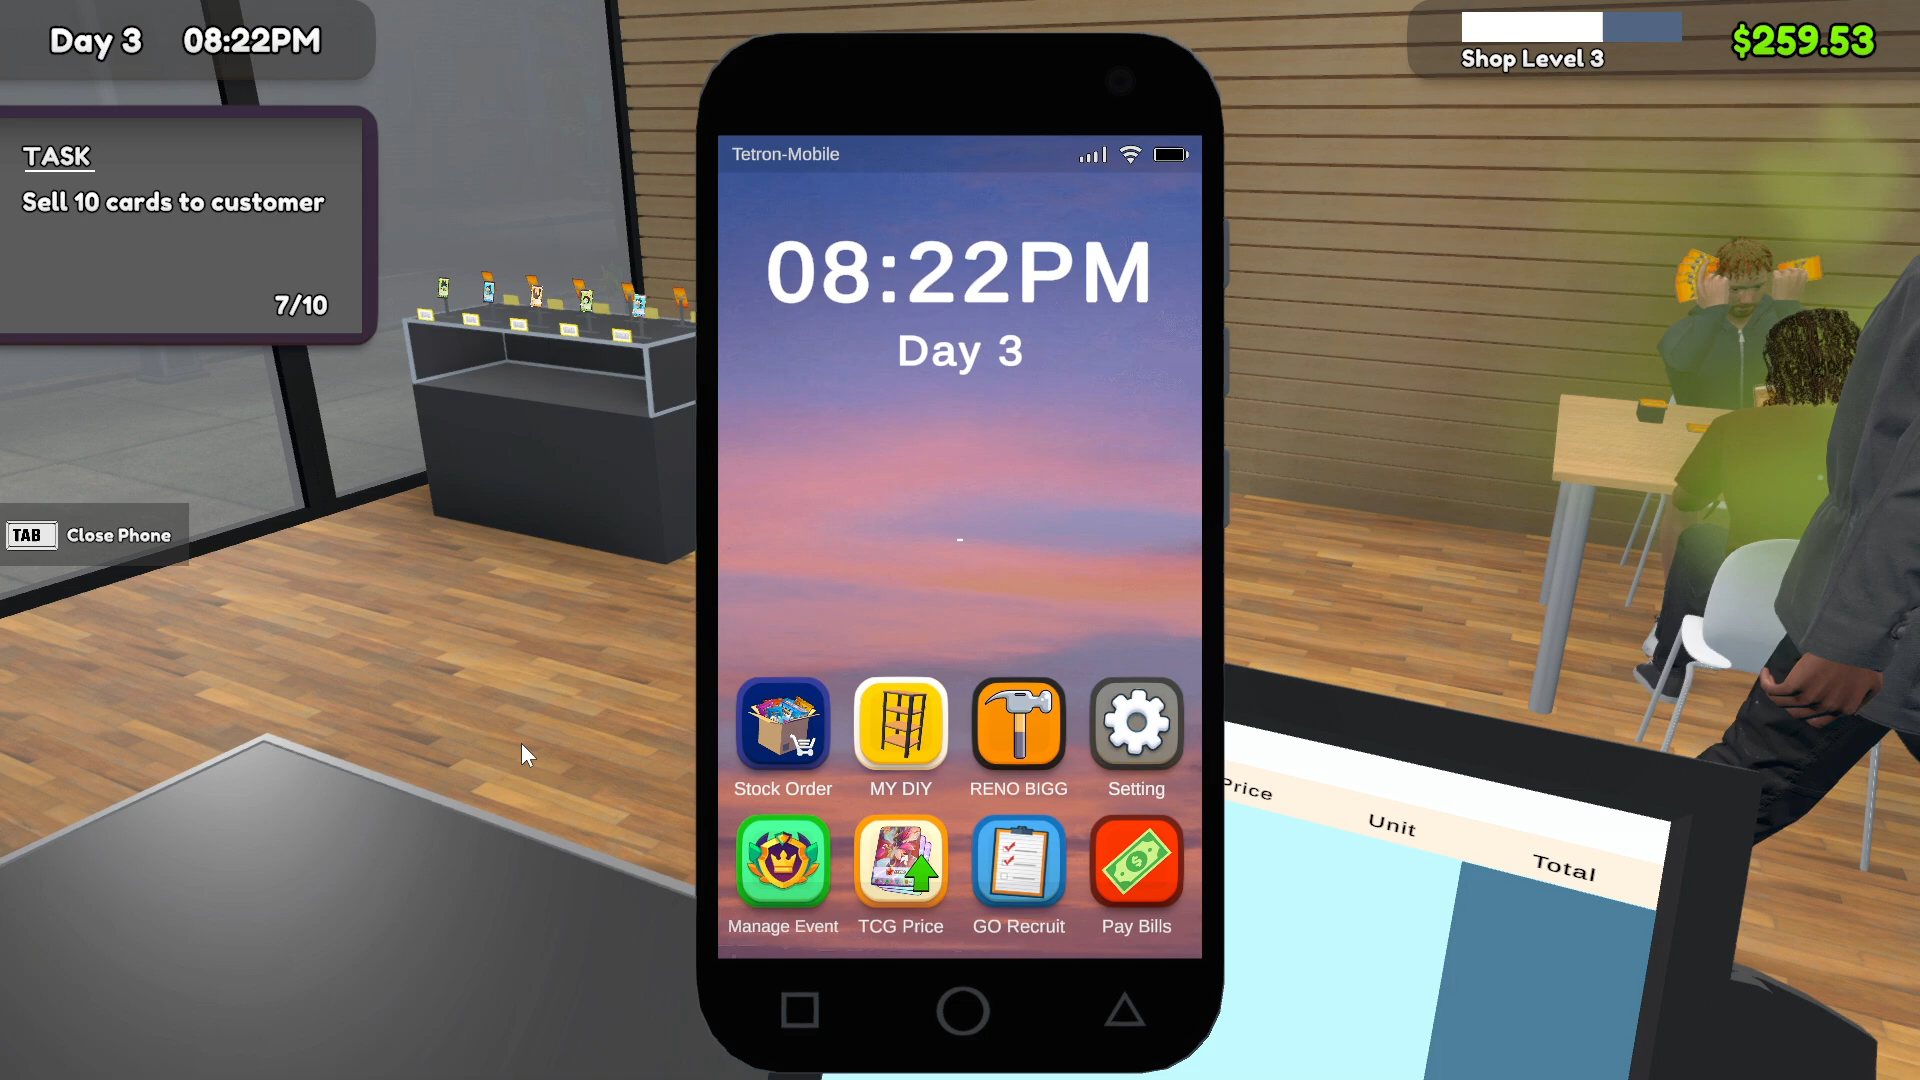 Day 3 08:22PM
Shop Level 3
$259.53
TASK
Sell 10 cards to customer
7/10
TAB Close Phone
Tetron-Mobile
08:22PM
Day 3
Stock Order MY DIY RENO BIGG Setting
Manage Event TCG Price GO Recruit Pay Bills
Price Unit Total